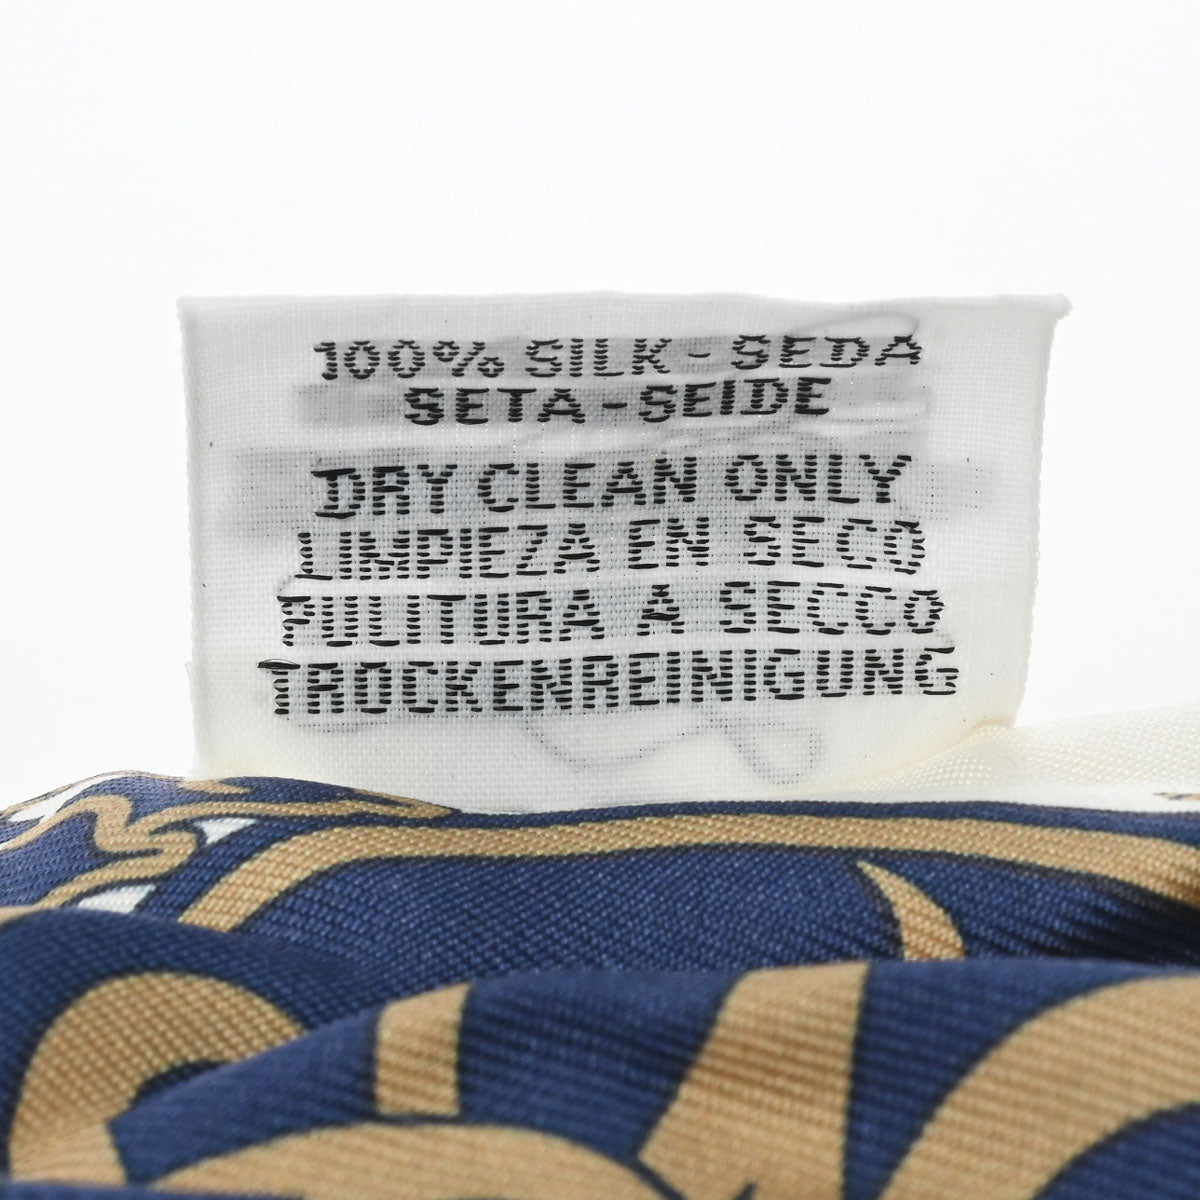 100% SILK - SEDA
SETA - SEIDE
DRY CLEAN ONLY
LIMPIEZA EN SECO
PULITURA A SECCO
TROCKENREINIGUNG